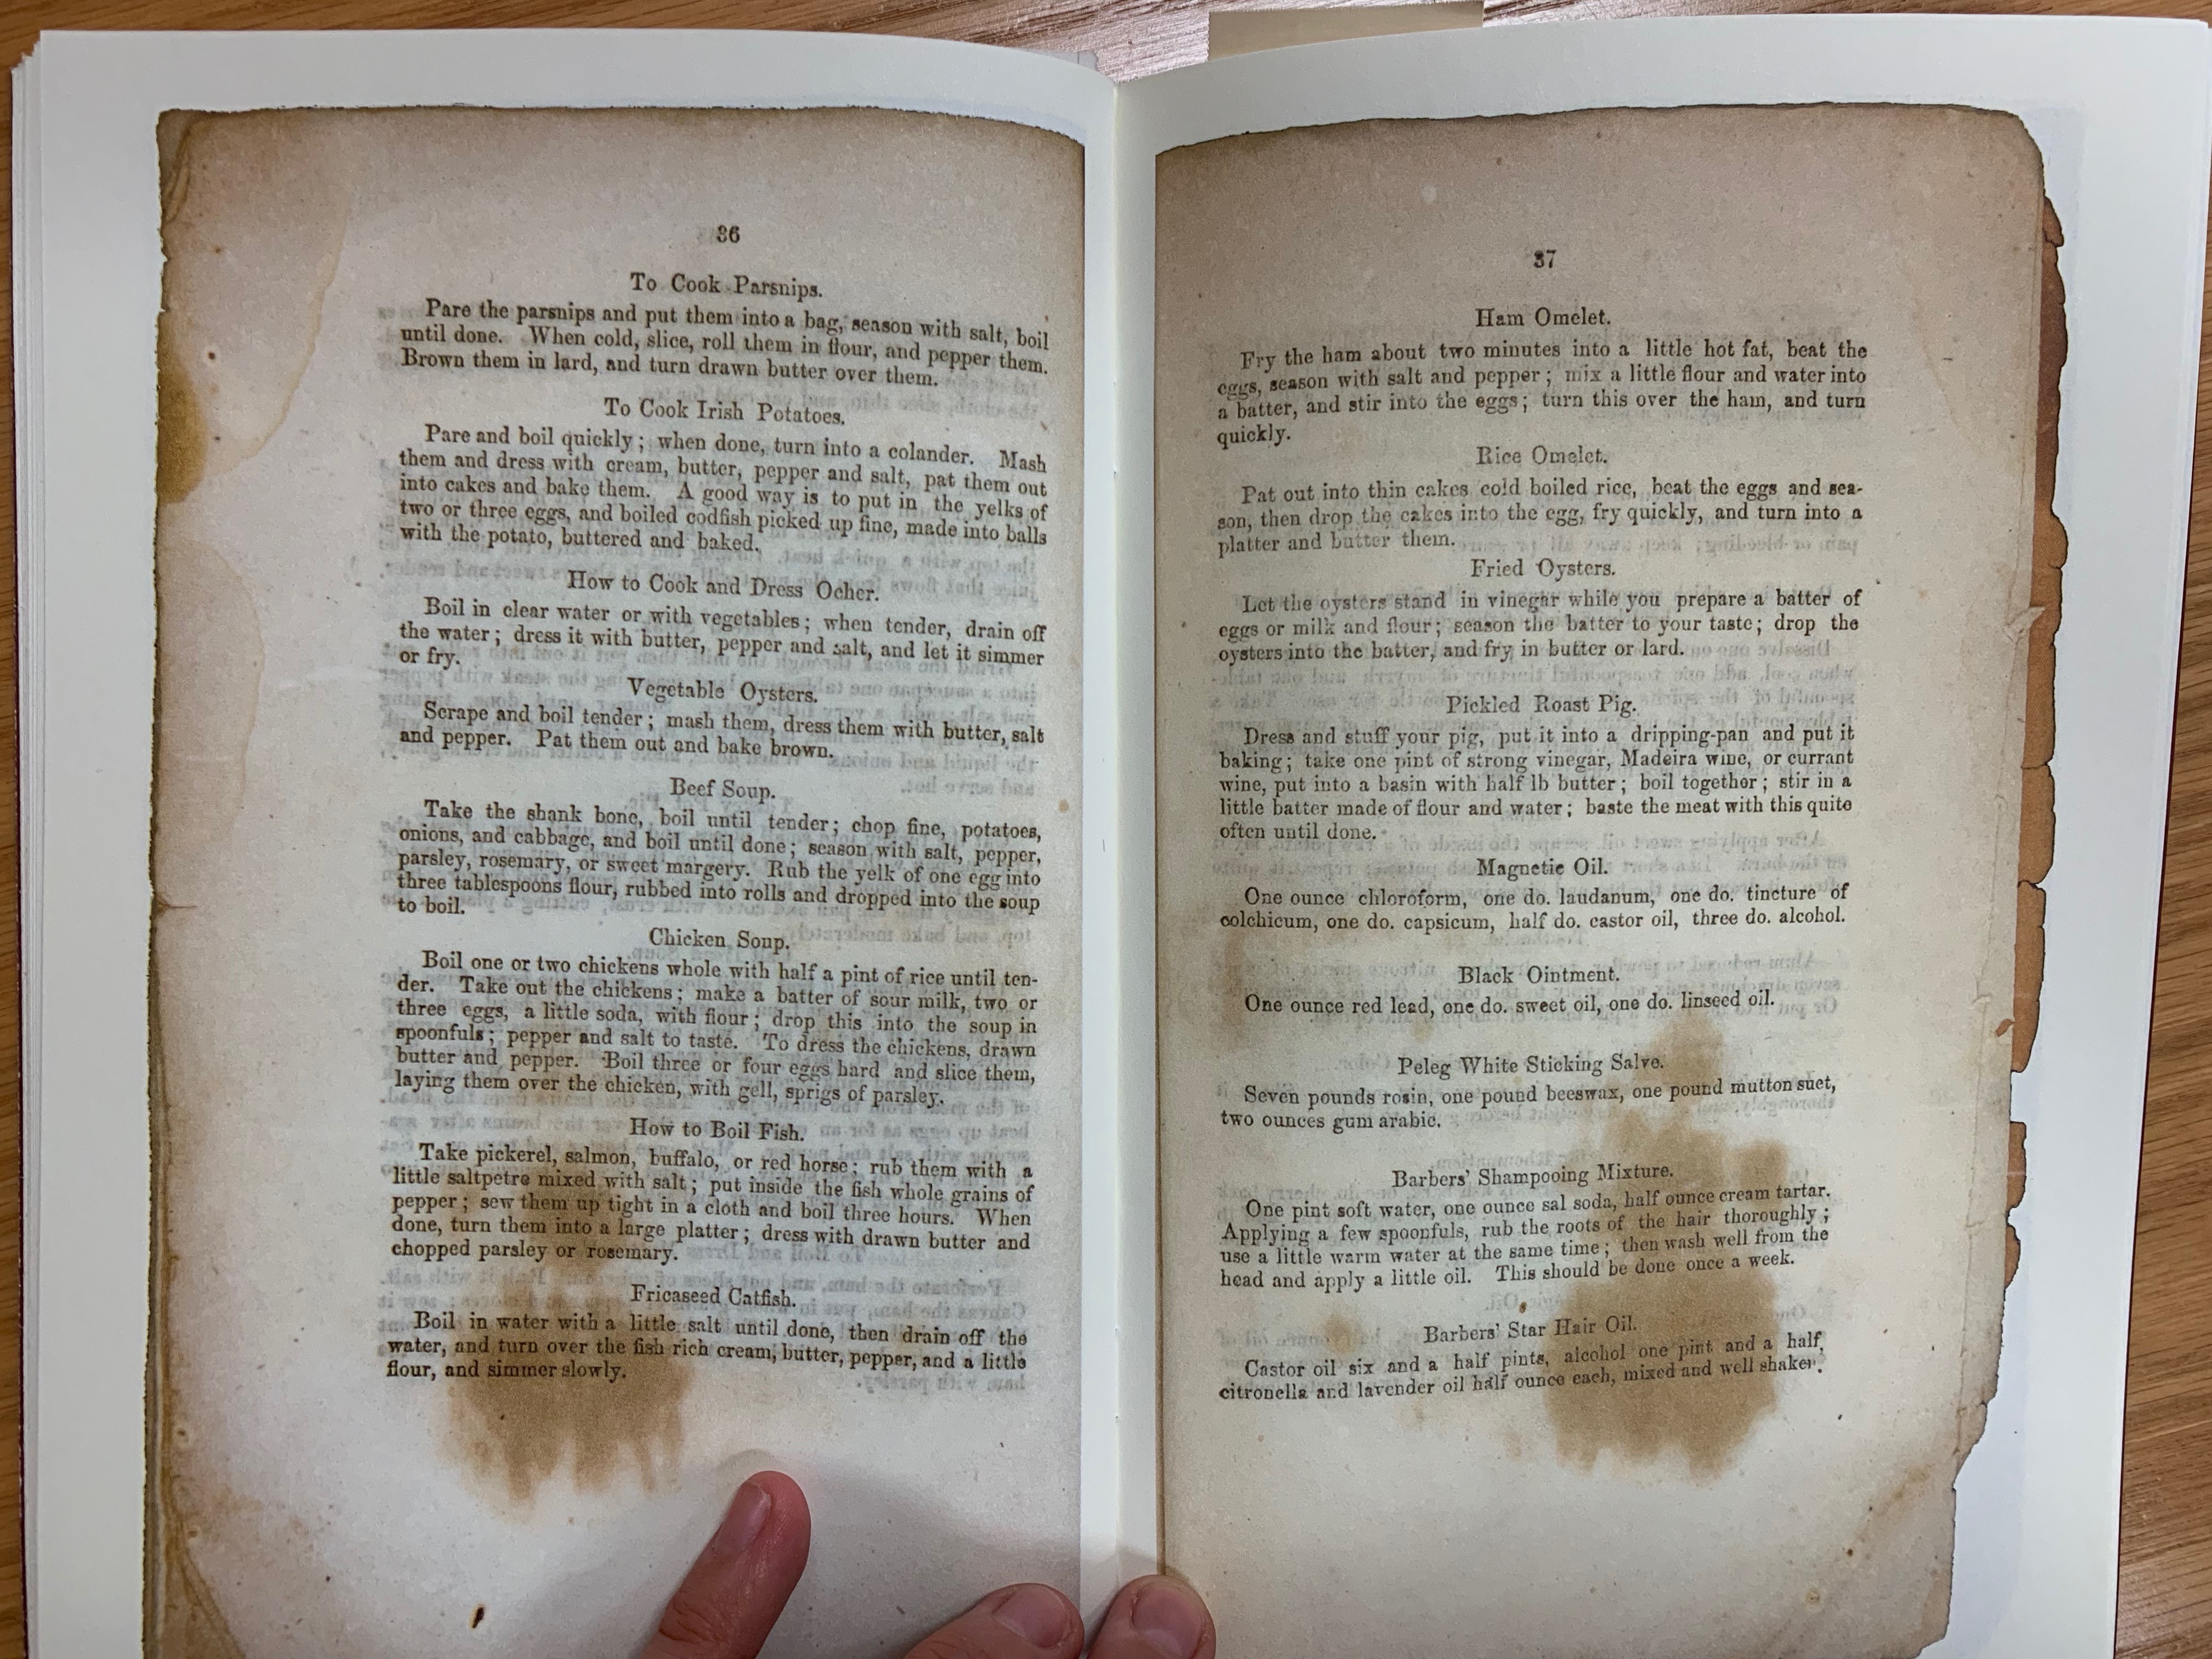 36
To Cook Parsnips.
Pare the parsnips and put them into a bag, season with salt, boil
until done. When cold, slice, roll them in flour, and pepper them.
Brown them in lard, and turn drawn butter over them.
To Cook Irish Potatoes.
Pare and boil quickly; when done, turn into a colander. Mash
them and dress with cream, butter, pepper and salt, pat them out
into cakes and bake them. A good way is to put in the yelks of
two or three eggs, and boiled codfish picked up fine, made into balls
with the potato, buttered and baked.
How to Cook and Dress Ocher.
Boil in clear water or with vegetables; when tender, drain off
the water; dress it with butter, pepper and salt, and let it simmer
or fry.
Vegetable Oysters.
Scrape and boil tender; mash them, dress them with butter, salt
and pepper. Pat them out and bake brown.
Beef Soup.
Take the shank bone, boil until tender; chop fine, potatoes,
onions, and cabbage, and boil until done; season with salt, pepper,
parsley, rosemary, or sweet margery. Rub the yelk of one egg into
three tablespoons flour, rubbed into rolls and dropped into the soup
to boil.
Chicken Soup.
Boil one or two chickens whole with half a pint of rice until ten-
der. Take out the chickens; make a batter of sour milk, two or
three eggs, a little soda, with flour; drop this into the soup in
spoonfuls; pepper and salt to taste. To dress the chickens, drawn
butter and pepper. Boil three or four eggs hard and slice them,
laying them over the chicken, with gell, sprigs of parsley.
How to Boil Fish.
Take pickerel, salmon, buffalo, or red horse; rub them with a
little saltpetre mixed with salt; put inside the fish whole grains of
pepper; sew them up tight in a cloth and boil three hours. When
done, turn them into a large platter; dress with drawn butter and
chopped parsley or rosemary.
Fricaseed Catfish.
Boil in water with a little salt until done, then drain off the
water, and turn over the fish rich cream, butter, pepper, and a little
flour, and simmer slowly.
37
Ham Omelet.
Fry the ham about two minutes into a little hot fat, beat the
eggs, season with salt and pepper; mix a little flour and water into
a batter, and stir into the eggs; turn this over the ham, and turn
quickly.
Rice Omelet.
Pat out into thin cakes cold boiled rice, beat the eggs and sea-
son, then drop the cakes into the egg, fry quickly, and turn into a
platter and butter them.
Fried Oysters.
Let the oysters stand in vinegar while you prepare a batter of
eggs or milk and flour; season the batter to your taste; drop the
oysters into the batter, and fry in butter or lard.
Pickled Roast Pig.
Dress and stuff your pig, put it into a dripping-pan and put it
baking; take one pint of strong vinegar, Madeira wine, or currant
wine, put into a basin with half lb butter; boil together; stir in a
little batter made of flour and water; baste the meat with this quite
often until done.
Magnetic Oil.
One ounce chloroform, one do. laudanum, one do. tincture of
colchicum, one do. capsicum, half do. castor oil, three do. alcohol.
Black Ointment.
One ounce red lead, one do. sweet oil, one do. linseed oil.
Peleg White Sticking Salve.
Seven pounds rosin, one pound beeswax, one pound mutton suet,
two ounces gum arabic.
Barbers' Shampooing Mixture.
One pint soft water, one ounce sal soda, half ounce cream tartar.
Applying a few spoonfuls, rub the roots of the hair thoroughly;
use a little warm water at the same time; then wash well from the
head and apply a little oil. This should be done once a week.
Barbers' Star Hair Oil.
Castor oil six and a half pints, alcohol one pint and a half,
citronella and lavender oil half ounce each, mixed and well shaken.